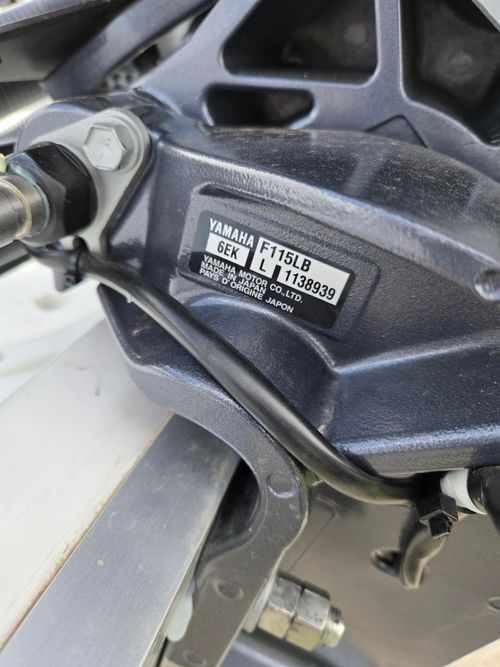 YAMAHA F115LB
6EK L 1138939
YAMAHA MOTOR CO.,LTD.
MADE IN JAPAN
PAYS D'ORIGINE JAPON